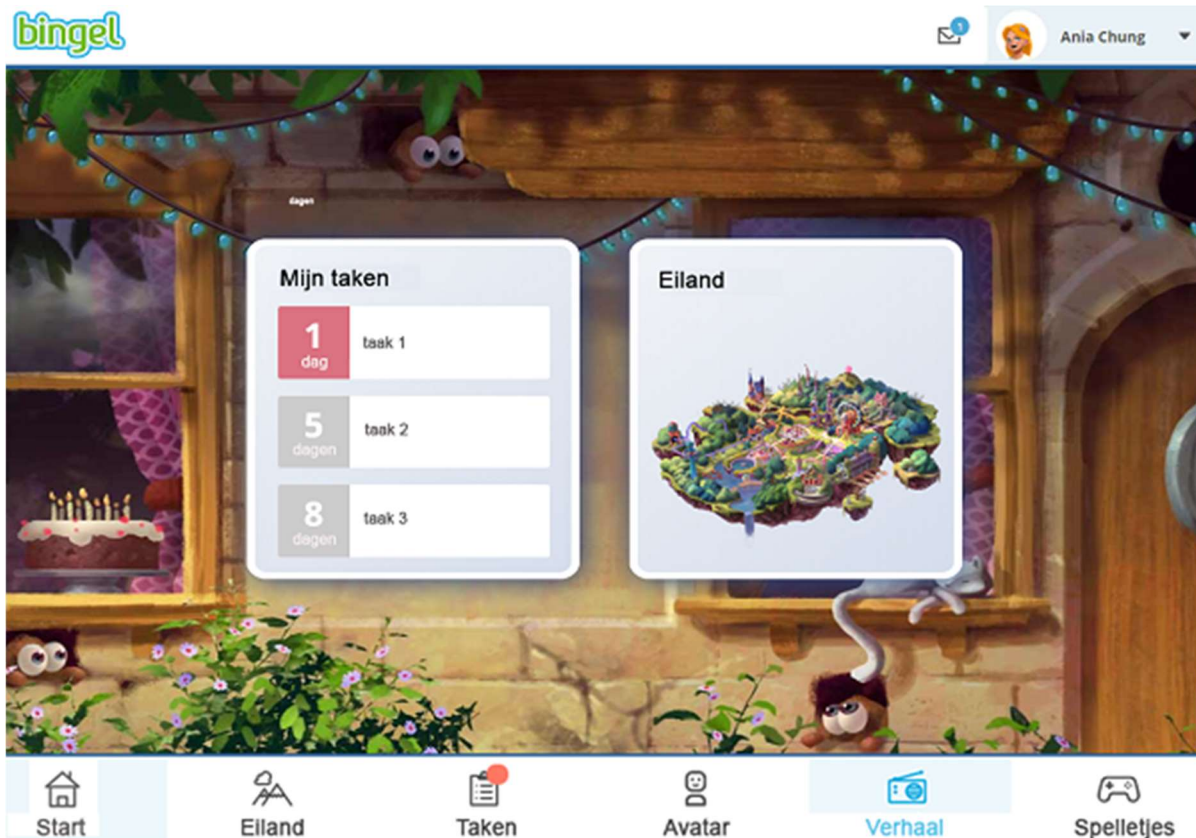 bingel
1
Ania Chung
dagen
Mijn taken
1
dag
taak 1
5
dagen
taak 2
8
dagen
taak 3
Eiland
Start
Eiland
Taken
Avatar
Verhaal
Spelletjes